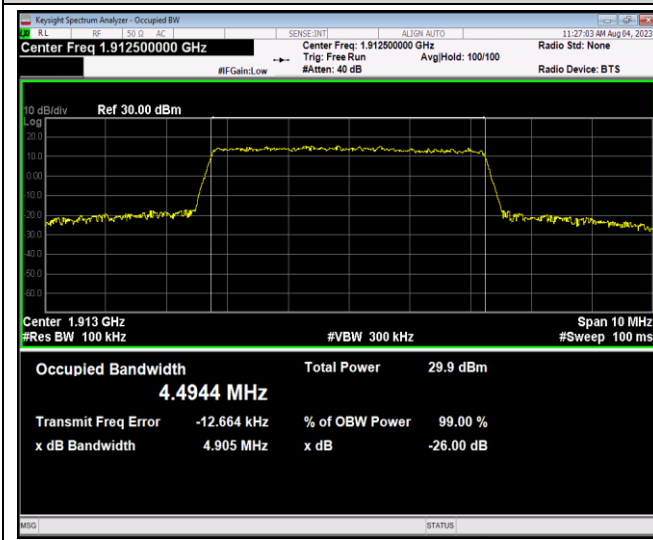 Keysight Spectrum Analyzer - Occupied BW
RL RF 50 Ω AC SENSE:INT ALIGN AUTO 11:27:03 AM Aug 04, 2023
Center Freq 1.912500000 GHz Center Freq: 1.912500000 GHz Radio Std: None
Trig: Free Run Avg|Hold: 100/100
#IFGain:Low #Atten: 40 dB Radio Device: BTS
10 dB/div Ref 30.00 dBm
Log
20.0
10.0
0.00
-10.0
-20.0
-30.0
-40.0
-50.0
-60.0
Center 1.913 GHz Span 10 MHz
#Res BW 100 kHz #VBW 300 kHz #Sweep 100 ms
Occupied Bandwidth Total Power 29.9 dBm
4.4944 MHz
Transmit Freq Error -12.664 kHz % of OBW Power 99.00 %
x dB Bandwidth 4.905 MHz x dB -26.00 dB
MSG STATUS